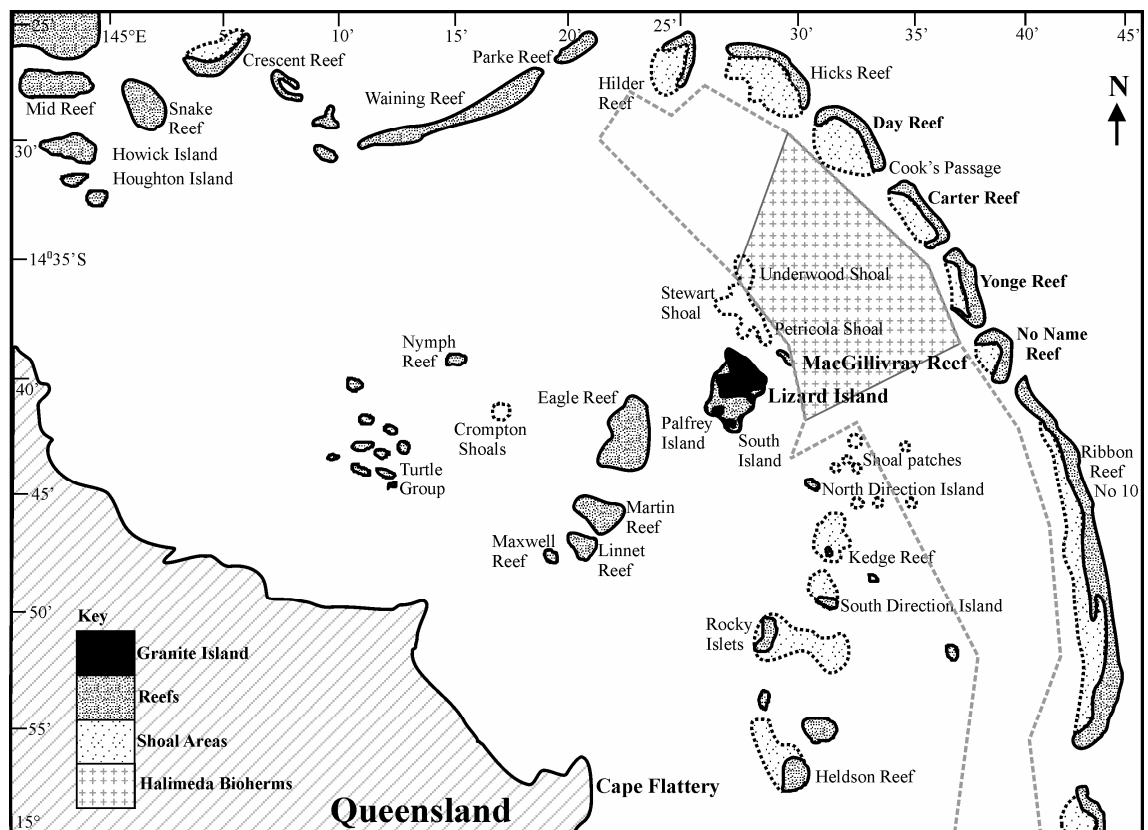 25'
145°E
5'
10'
15'
20'
25'
30'
35'
40'
45'
Crescent Reef
Parke Reef
Hilder
Reef
Hicks Reef
N
Mid Reef
Snake
Reef
Waining Reef
Day Reef
30'
Howick Island
Houghton Island
Cook's Passage
Carter Reef
14⁰35'S
Underwood Shoal
Yonge Reef
Stewart
Shoal
Petricola Shoal
Nymph
Reef
No Name
Reef
MacGillivray Reef
40'
Eagle Reef
Lizard Island
Crompton
Shoals
Palfrey
Island
South
Island
Shoal patches
Ribbon
Reef
No 10
Turtle
Group
45'
North Direction Island
Martin
Reef
Maxwell
Reef
Linnet
Reef
Kedge Reef
50'
South Direction Island
Key
Rocky
Islets
Granite Island
Reefs
55'
Shoal Areas
Heldson Reef
Halimeda Bioherms
Cape Flattery
Queensland
15°